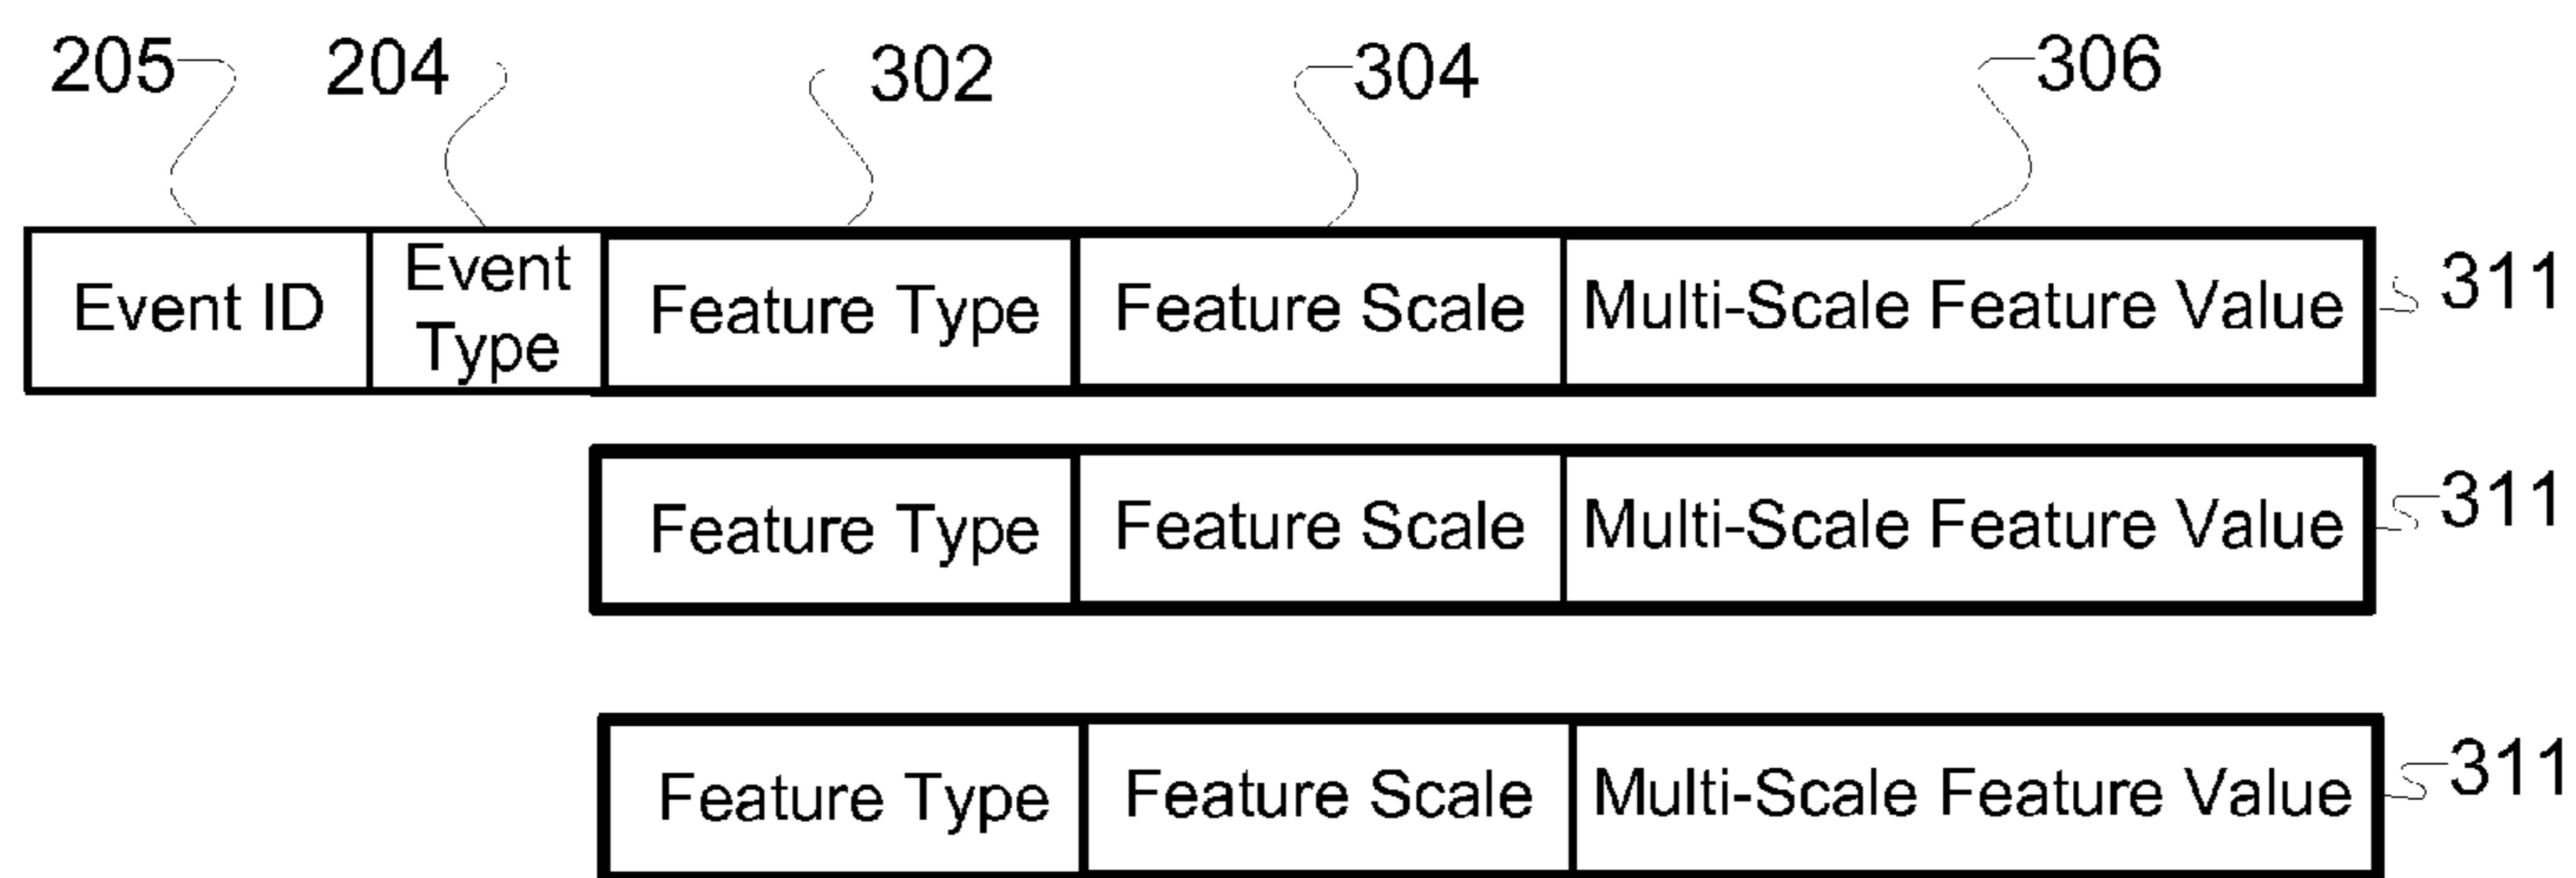 205 204 302 304 306
Event ID Event Type Feature Type Feature Scale Multi-Scale Feature Value 311
Feature Type Feature Scale Multi-Scale Feature Value 311
Feature Type Feature Scale Multi-Scale Feature Value 311